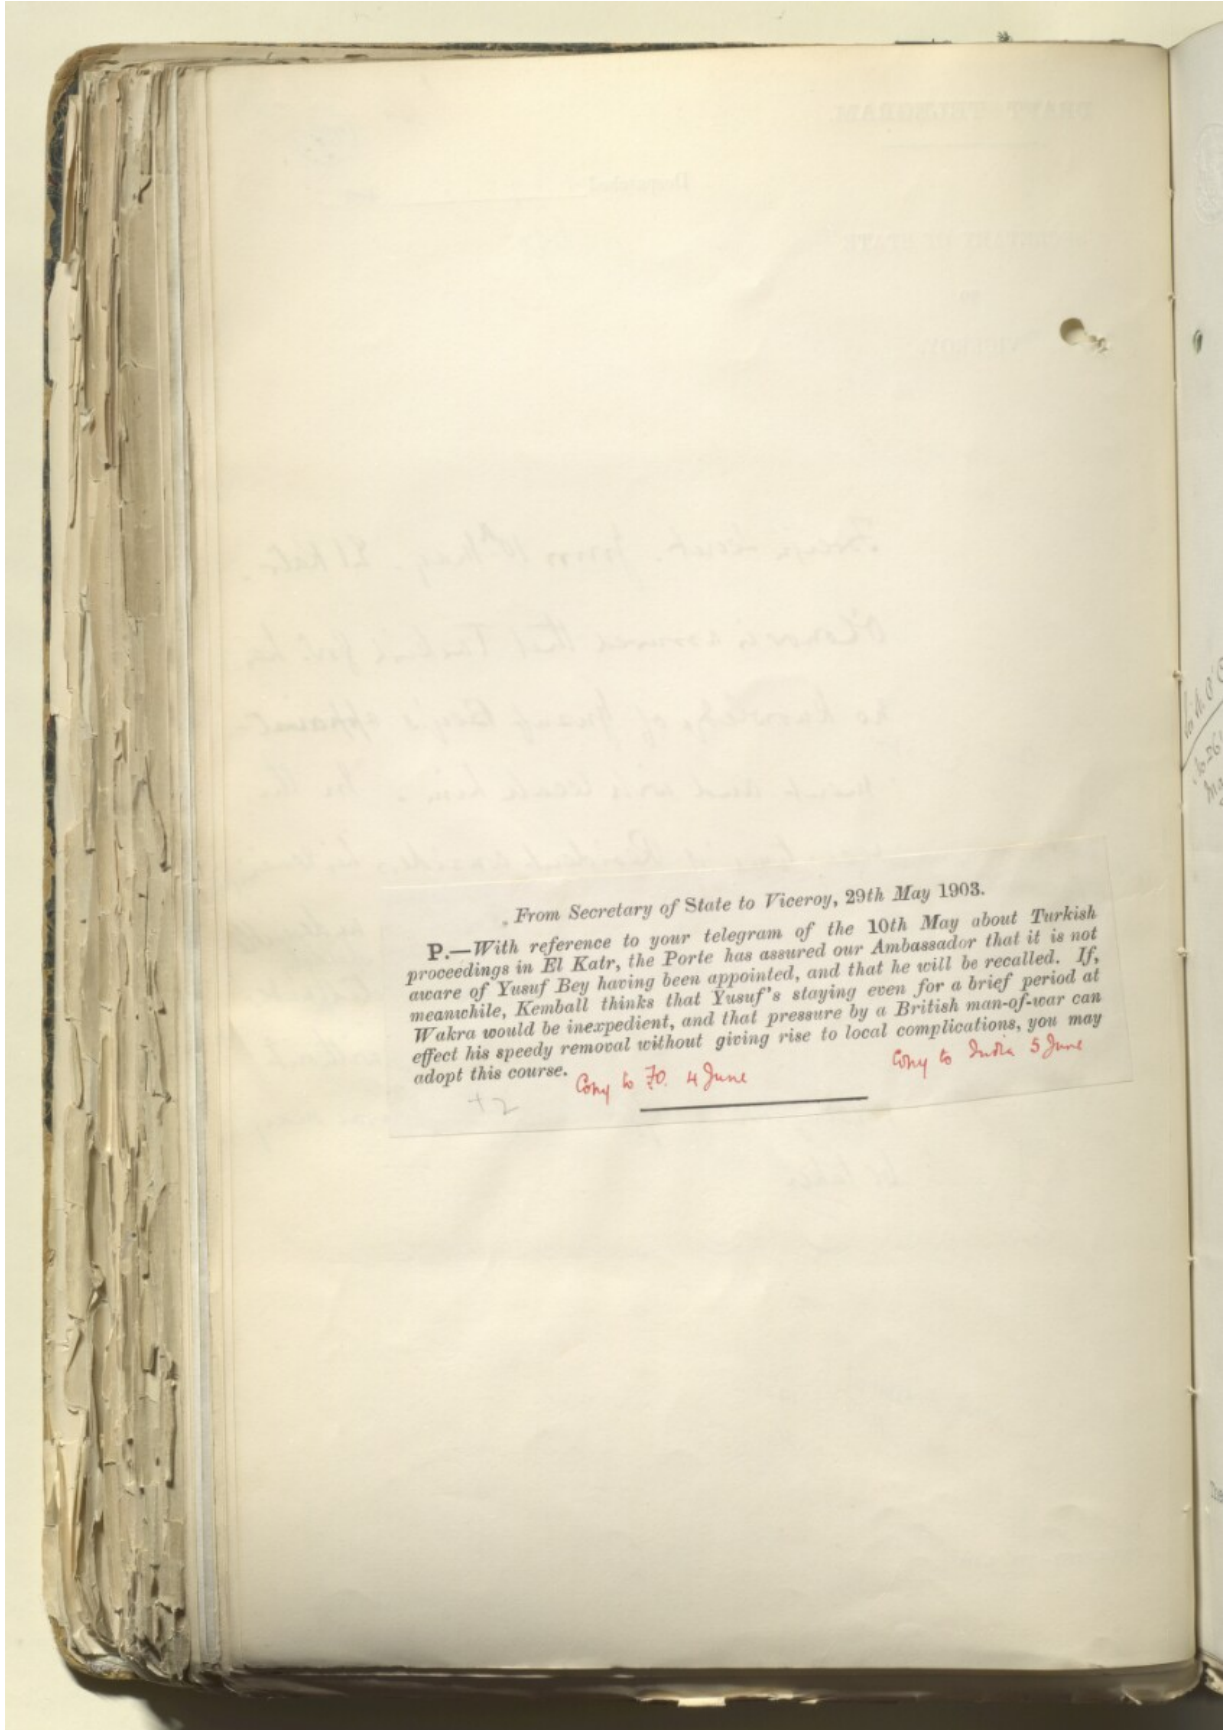 From Secretary of State to Viceroy, 29th May 1903.
P.—With reference to your telegram of the 10th May about Turkish
proceedings in El Katr, the Porte has assured our Ambassador that it is not
aware of Yusuf Bey having been appointed, and that he will be recalled. If,
meanwhile, Kemball thinks that Yusuf's staying even for a brief period at
Wakra would be inexpedient, and that pressure by a British man-of-war can
effect his speedy removal without giving rise to local complications, you may
adopt this course.
Copy to F.O. 4 June
Copy to India 5 June
+2